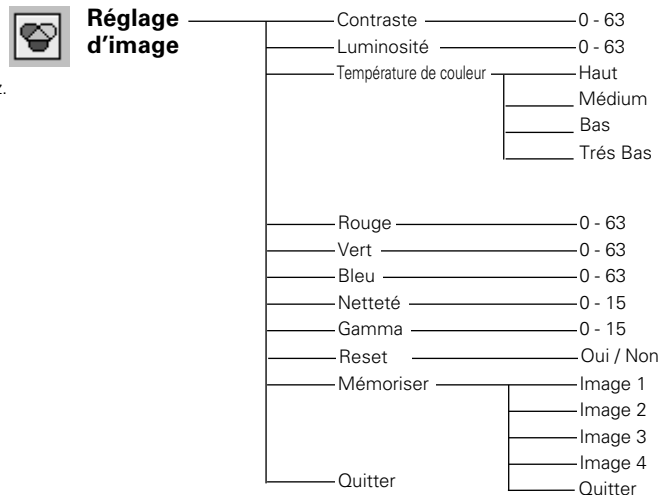 Réglage
d'image
z.
Contraste 0 - 63
Luminosité 0 - 63
Température de couleur Haut
Médium
Bas
Trés Bas
Rouge 0 - 63
Vert 0 - 63
Bleu 0 - 63
Netteté 0 - 15
Gamma 0 - 15
Reset Oui / Non
Mémoriser Image 1
Image 2
Image 3
Image 4
Quitter
Quitter